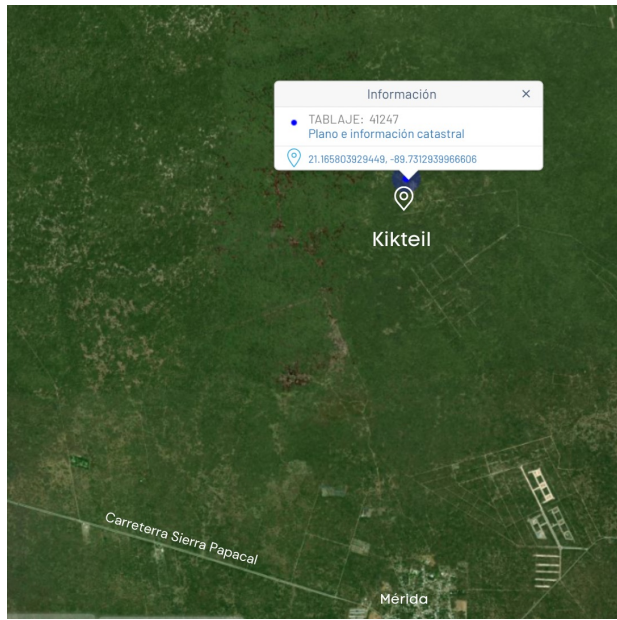 Información ×
TABLAJE: 41247
Plano e información catastral
21.165803929449, -89.7312939966606
Kikteil
Carreterra Sierra Papacal
Mérida